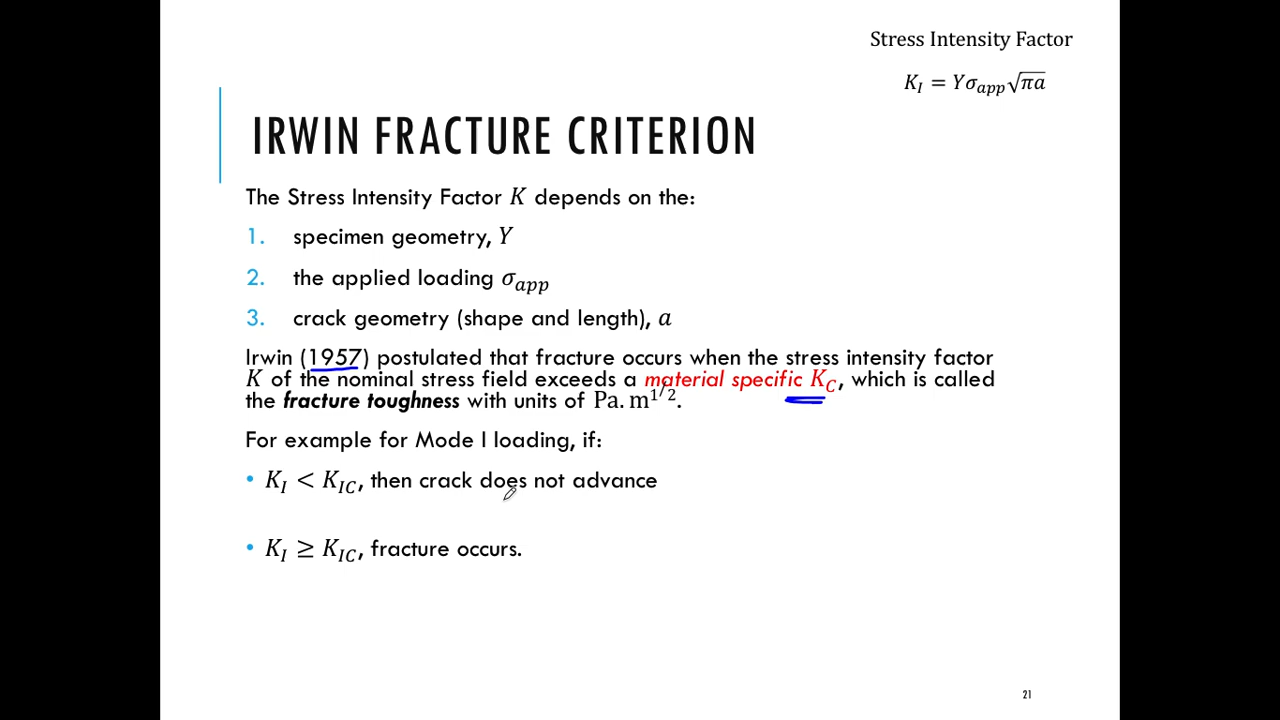 Stress Intensity Factor
K_I = Yσ_app√πa
IRWIN FRACTURE CRITERION
The Stress Intensity Factor K depends on the:
1. specimen geometry, Y
2. the applied loading σ_app
3. crack geometry (shape and length), a
Irwin (1957) postulated that fracture occurs when the stress intensity factor
K of the nominal stress field exceeds a material specific K_C, which is called
the fracture toughness with units of Pa.m^1/2.
For example for Mode I loading, if:
• K_I < K_IC, then crack does not advance
• K_I ≥ K_IC, fracture occurs.
21